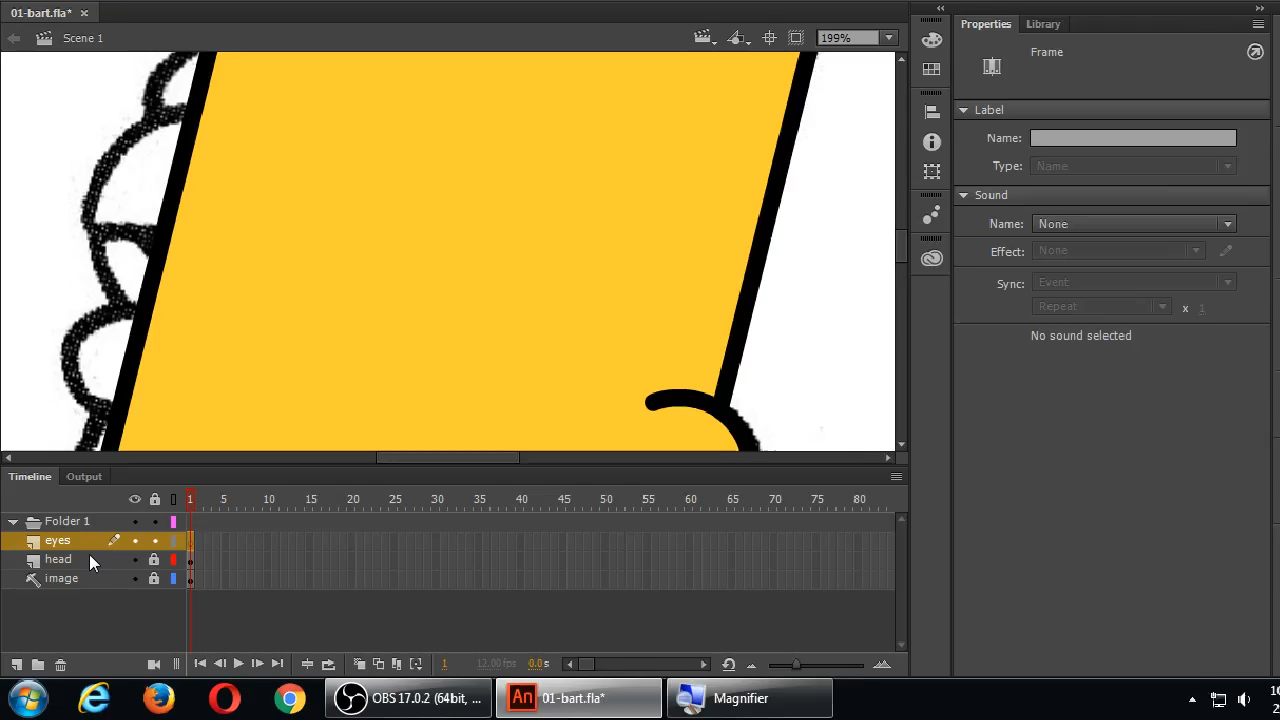 01-bart.fla* ×
Scene 1
199%
Properties Library
Frame
Label
Name:
Type: Name
Sound
Name: None
Effect: None
Sync: Event
Repeat x 1
No sound selected
Timeline Output
1 5 10 15 20 25 30 35 40 45 50 55 60 65 70 75 80
Folder 1
eyes
head
image
1 12.00 fps 0.0 s
An OBS 17.0.2 (64bit, ...
01-bart.fla*
Magnifier